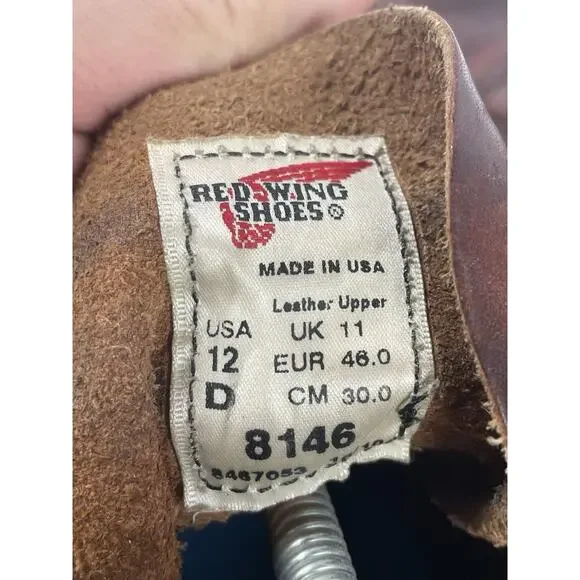 RED WING
SHOES®
MADE IN USA
Leather Upper
USA UK 11
12 EUR 46.0
D CM 30.0
8146